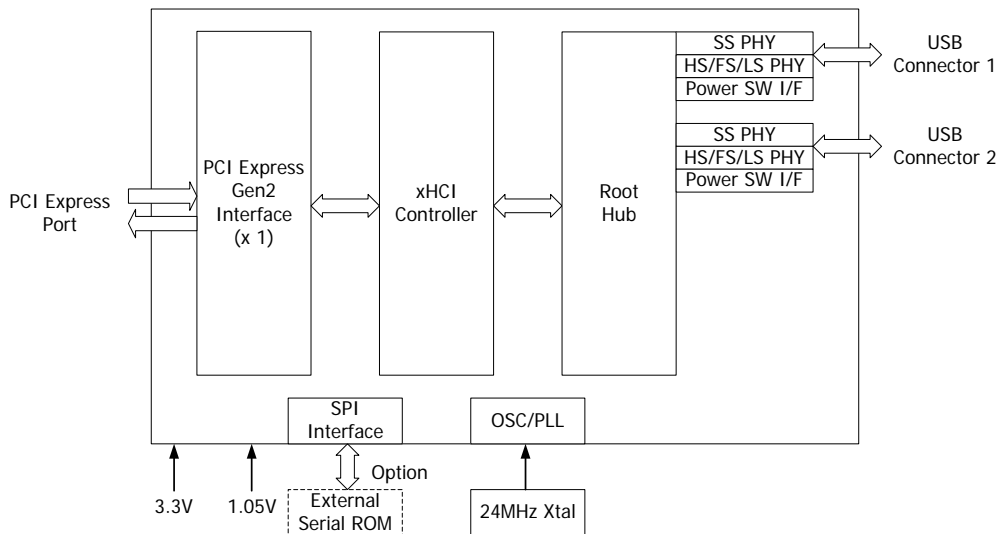 SS PHY
HS/FS/LS PHY
Power SW I/F
USB
Connector 1
SS PHY
HS/FS/LS PHY
Power SW I/F
USB
Connector 2
PCI Express
Port
PCI Express
Gen2
Interface
(x 1)
xHCI
Controller
Root
Hub
SPI
Interface
OSC/PLL
Option
3.3V
1.05V
External
Serial ROM
24MHz Xtal